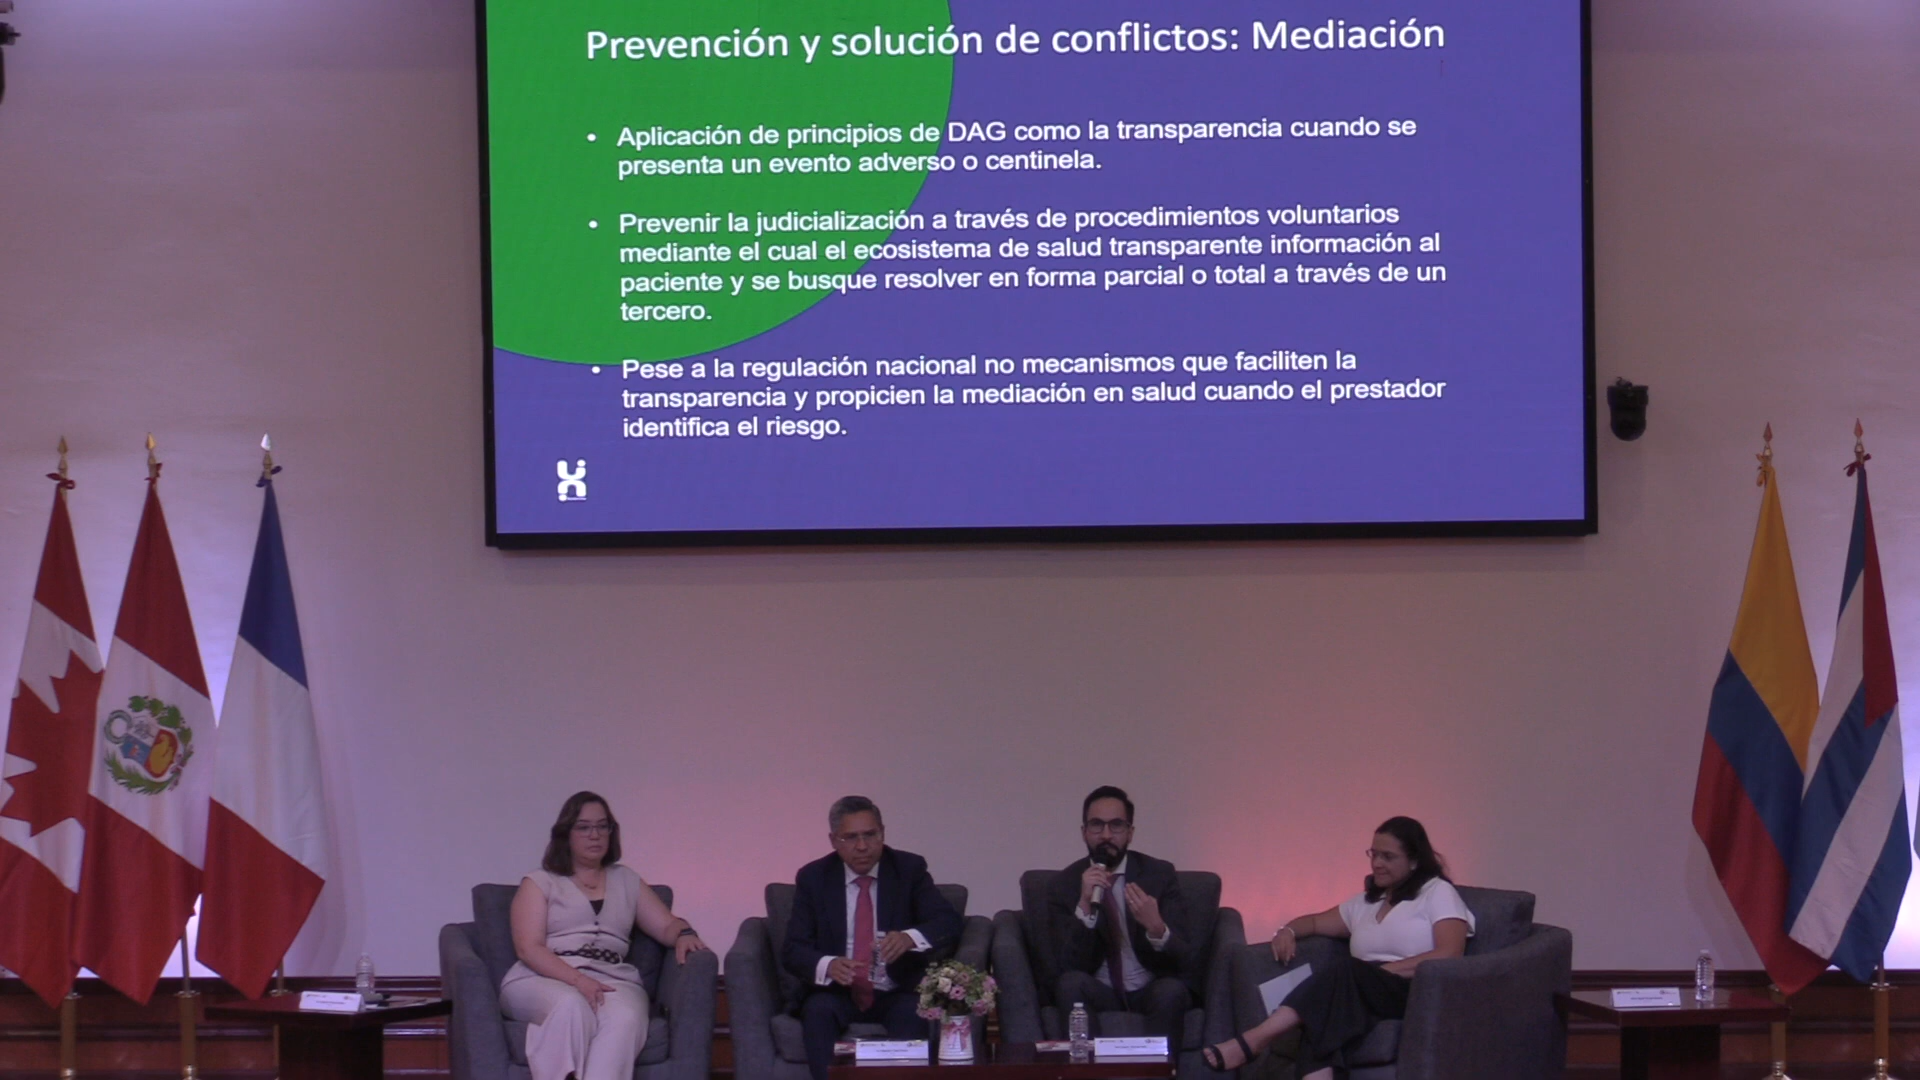 Prevención y solución de conflictos: Mediación
• Aplicación de principios de DAG como la transparencia cuando se
presenta un evento adverso o centinela.
• Prevenir la judicialización a través de procedimientos voluntarios
mediante el cual el ecosistema de salud transparente información al
paciente y se busque resolver en forma parcial o total a través de un
tercero.
• Pese a la regulación nacional no mecanismos que faciliten la
transparencia y propicien la mediación en salud cuando el prestador
identifica el riesgo.